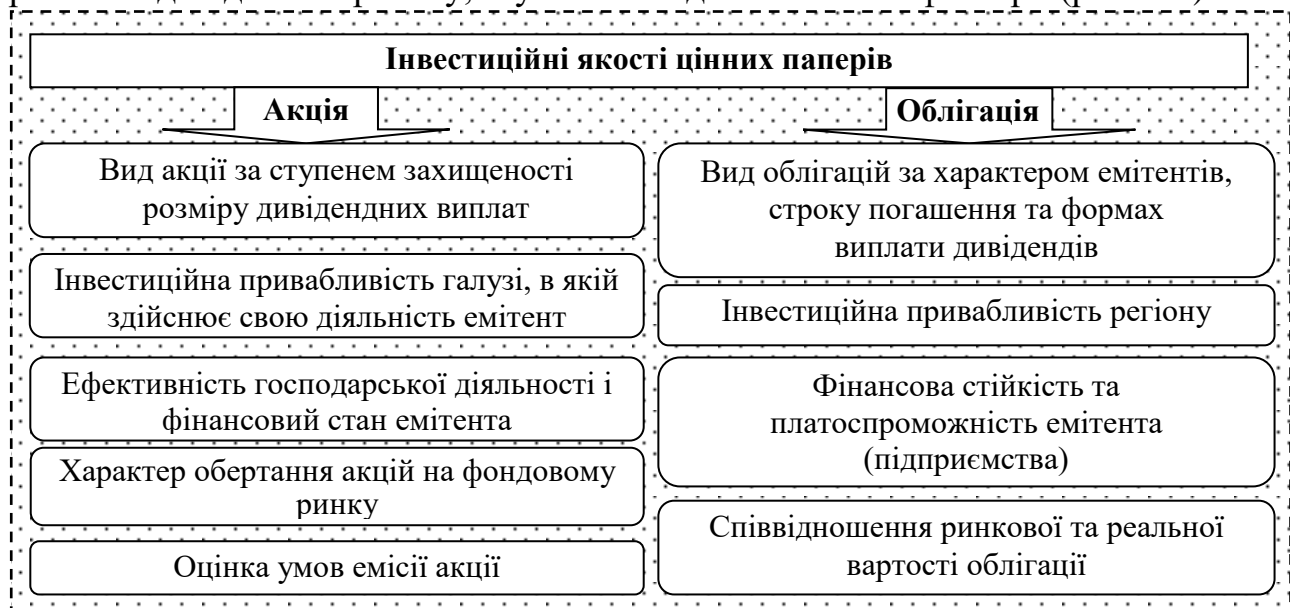 Інвестиційні якості цінних паперів
Акція
Облігація
Вид акції за ступенем захищеності
розміру дивідендних виплат
Інвестиційна привабливість галузі, в якій
здійснює свою діяльність емітент
Ефективність господарської діяльності і
фінансовий стан емітента
Характер обертання акцій на фондовому
ринку
Оцінка умов емісії акції
Вид облігацій за характером емітентів,
строку погашення та формах
виплати дивідендів
Інвестиційна привабливість регіону
Фінансова стійкість та
платоспроможність емітента
(підприємства)
Співвідношення ринкової та реальної
вартості облігації